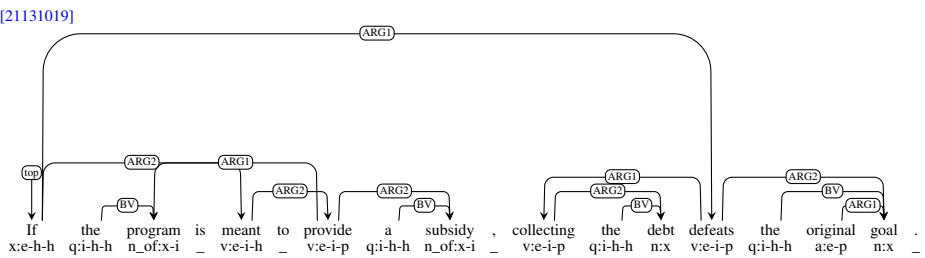 [21131019]
ARG1
top ARG2 ARG1 BV ARG2 ARG2 BV ARG1 ARG2 BV ARG2 BV ARG1
If the program is meant to provide a subsidy , collecting the debt defeats the original goal .
x:e-h-h q:i-h-h n_of:x-i _ v:e-i-h _ v:e-i-p q:i-h-h n_of:x-i _ v:e-i-p q:i-h-h n:x v:e-i-p q:i-h-h a:e-p n:x _